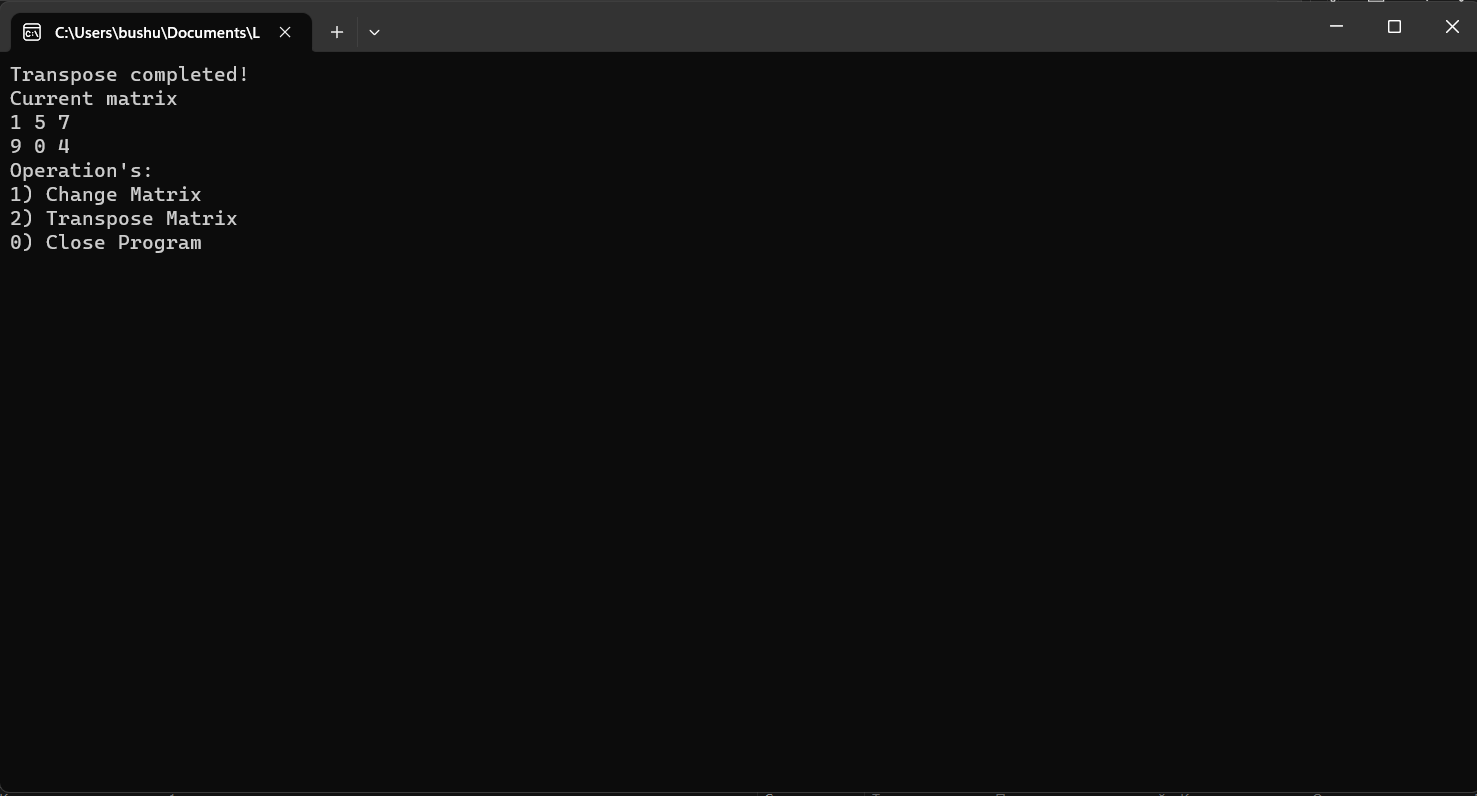 C:\Users\bushu\Documents\L
Transpose completed!
Current matrix
1 5 7
9 0 4
Operation's:
1) Change Matrix
2) Transpose Matrix
0) Close Program